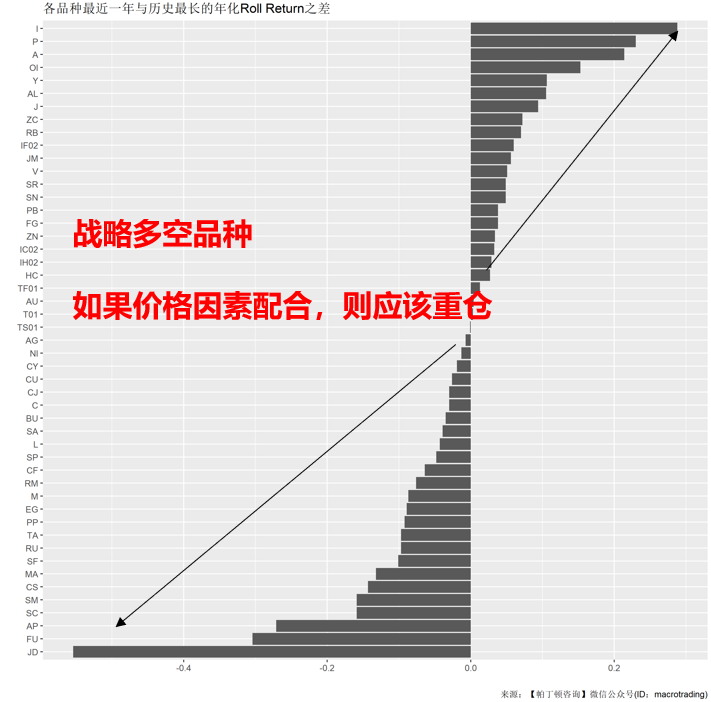 各品种最近一年与历史最长的年化Roll Return之差
I
P
A
OI
Y
AL
J
ZC
RB
IF02
JM
V
SR
SN
PB
FG
ZN
IC02
IH02
HC
TF01
AU
T01
TS01
AG
NI
CY
CU
CJ
C
BU
SA
L
SP
CF
RM
M
EG
PP
TA
RU
SF
MA
CS
SM
SC
AP
FU
JD
战略多空品种
如果价格因素配合，则应该重仓
-0.4 -0.2 0.0 0.2
来源：【帕丁顿咨询】微信公众号(ID：macrotrading)